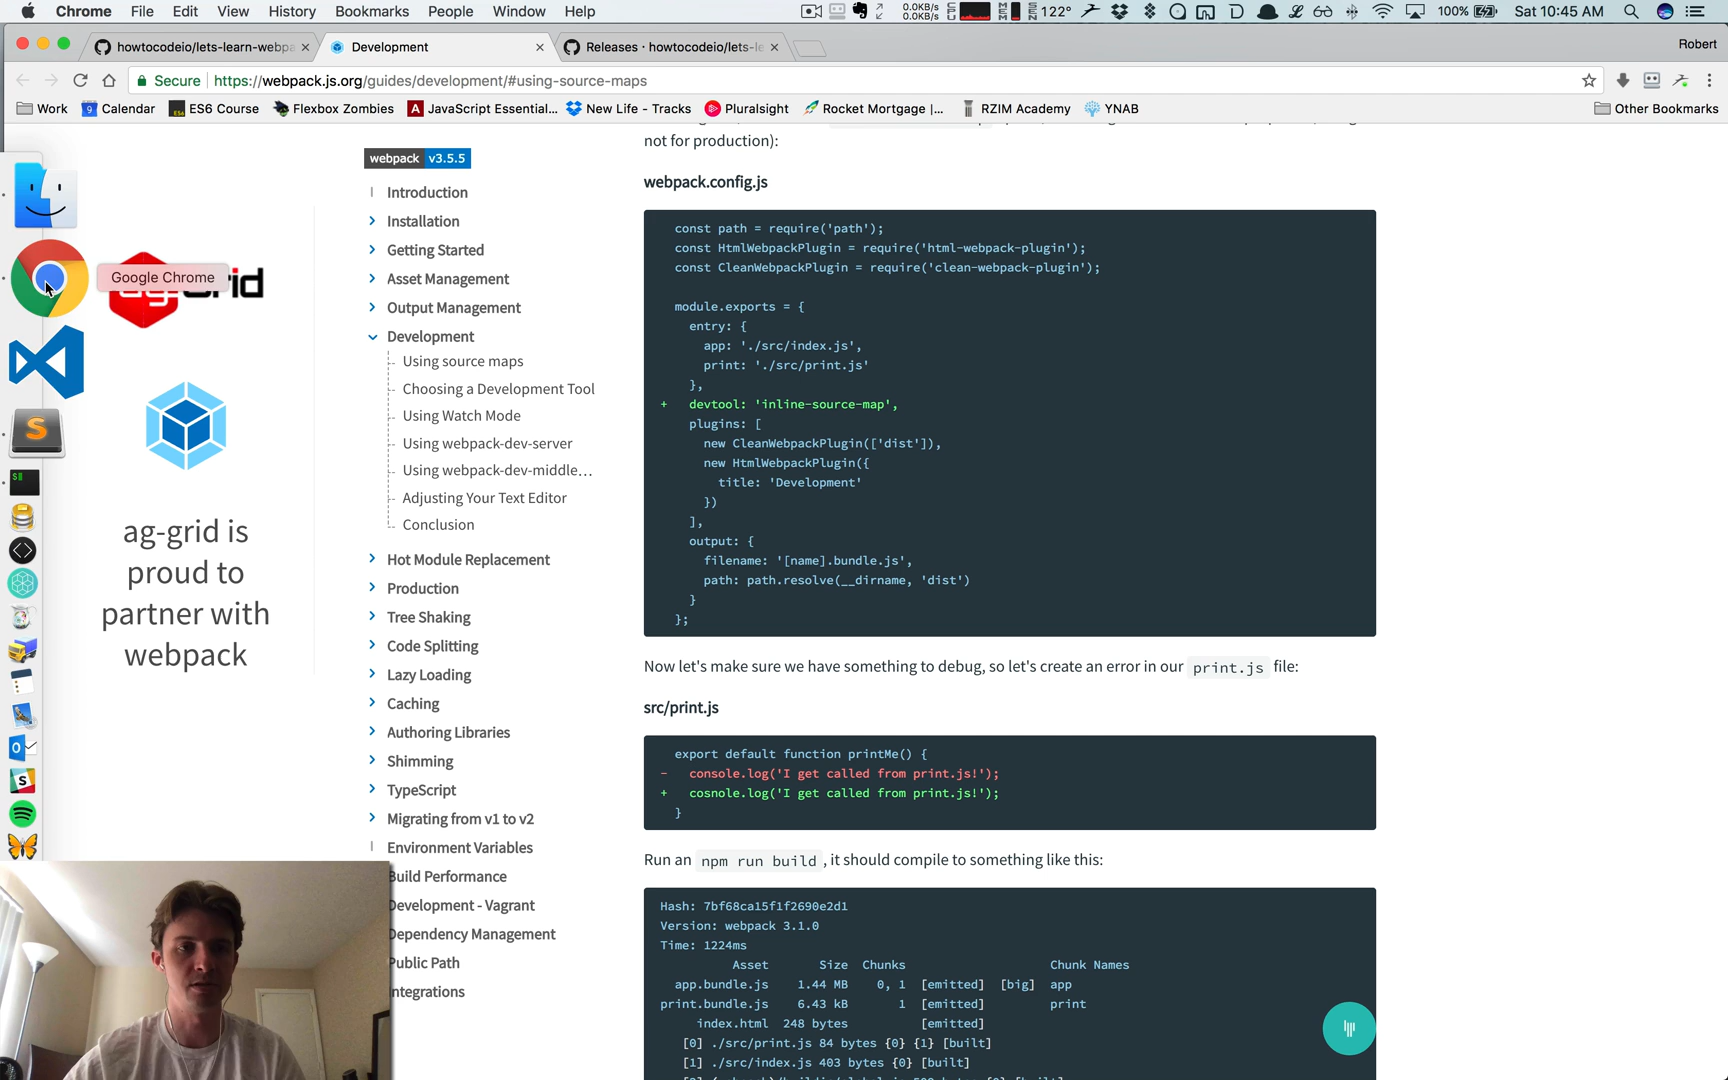 Chrome File Edit View History Bookmarks People Window Help
0.0KB/s
0.0KB/s
122° 100% Sat 10:45 AM
howtocodeio/lets-learn-webpa
Development
Releases · howtocodeio/lets-le
Robert
Secure https://webpack.js.org/guides/development/#using-source-maps
Work Calendar ES6 Course Flexbox Zombies JavaScript Essential... New Life - Tracks Pluralsight Rocket Mortgage |... RZIM Academy YNAB Other Bookmarks
Google Chrome
ag-grid is
proud to
partner with
webpack
webpack v3.5.5
Introduction
Installation
Getting Started
Asset Management
Output Management
Development
Using source maps
Choosing a Development Tool
Using Watch Mode
Using webpack-dev-server
Using webpack-dev-middle...
Adjusting Your Text Editor
Conclusion
Hot Module Replacement
Production
Tree Shaking
Code Splitting
Lazy Loading
Caching
Authoring Libraries
Shimming
TypeScript
Migrating from v1 to v2
Environment Variables
Build Performance
Development - Vagrant
Dependency Management
Public Path
Integrations
not for production):
webpack.config.js
const path = require('path');
const HtmlWebpackPlugin = require('html-webpack-plugin');
const CleanWebpackPlugin = require('clean-webpack-plugin');
module.exports = {
entry: {
app: './src/index.js',
print: './src/print.js'
},
+ devtool: 'inline-source-map',
plugins: [
new CleanWebpackPlugin(['dist']),
new HtmlWebpackPlugin({
title: 'Development'
})
],
output: {
filename: '[name].bundle.js',
path: path.resolve(__dirname, 'dist')
}
};
Now let's make sure we have something to debug, so let's create an error in our print.js file:
src/print.js
export default function printMe() {
- console.log('I get called from print.js!');
+ cosnole.log('I get called from print.js!');
}
Run an npm run build, it should compile to something like this:
Hash: 7bf68ca15f1f2690e2d1
Version: webpack 3.1.0
Time: 1224ms
Asset Size Chunks Chunk Names
app.bundle.js 1.44 MB 0, 1 [emitted] [big] app
print.bundle.js 6.43 kB 1 [emitted] print
index.html 248 bytes [emitted]
[0] ./src/print.js 84 bytes {0} {1} [built]
[1] ./src/index.js 403 bytes {0} [built]